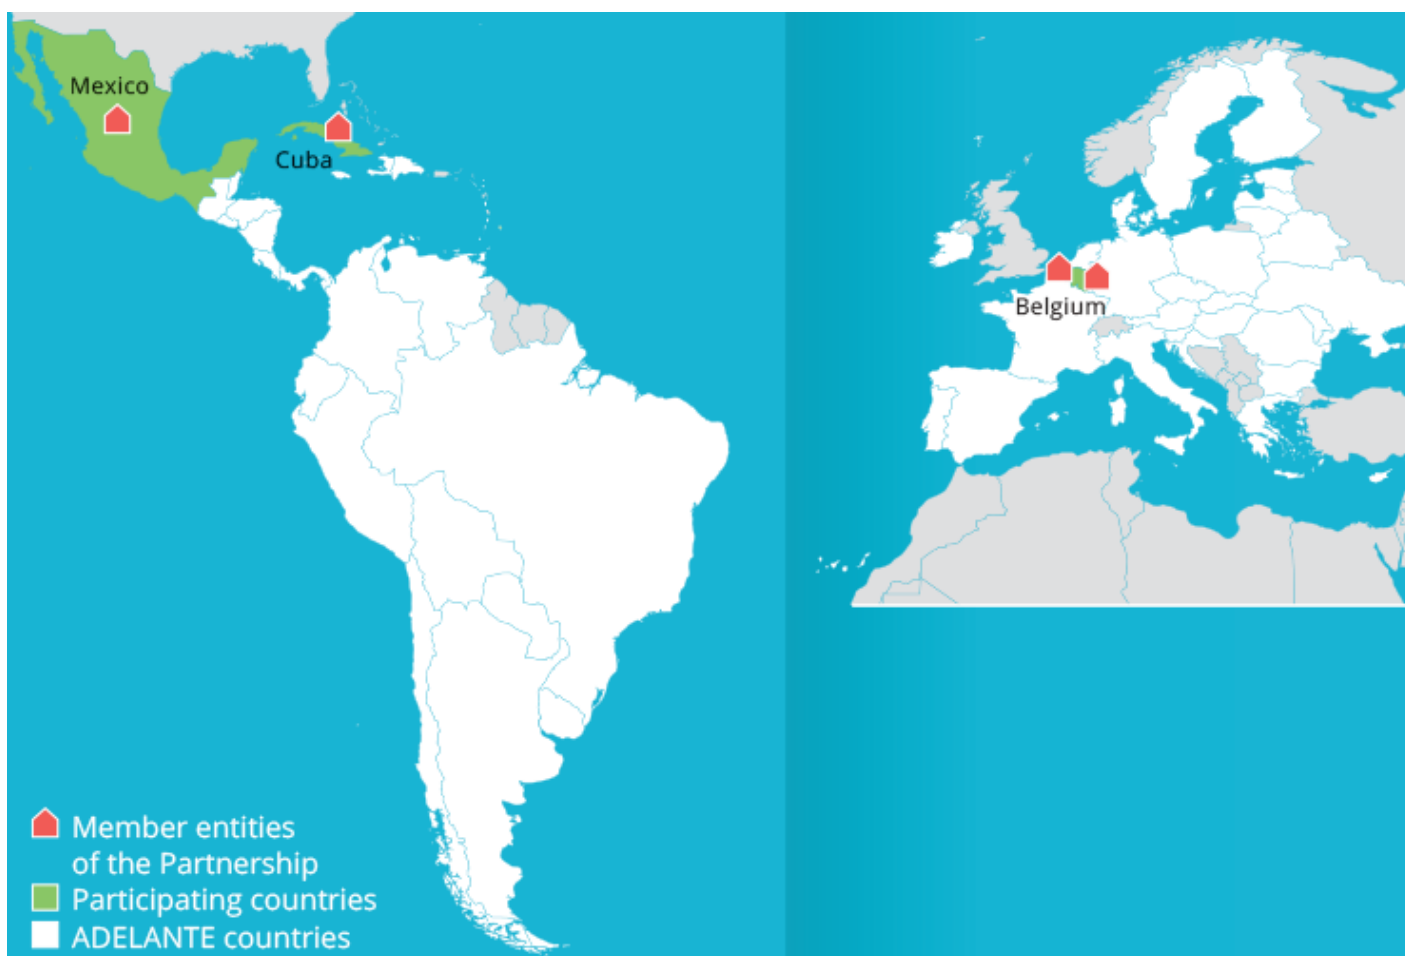 Mexico
Cuba
Belgium
Member entities
of the Partnership
Participating countries
ADELANTE countries